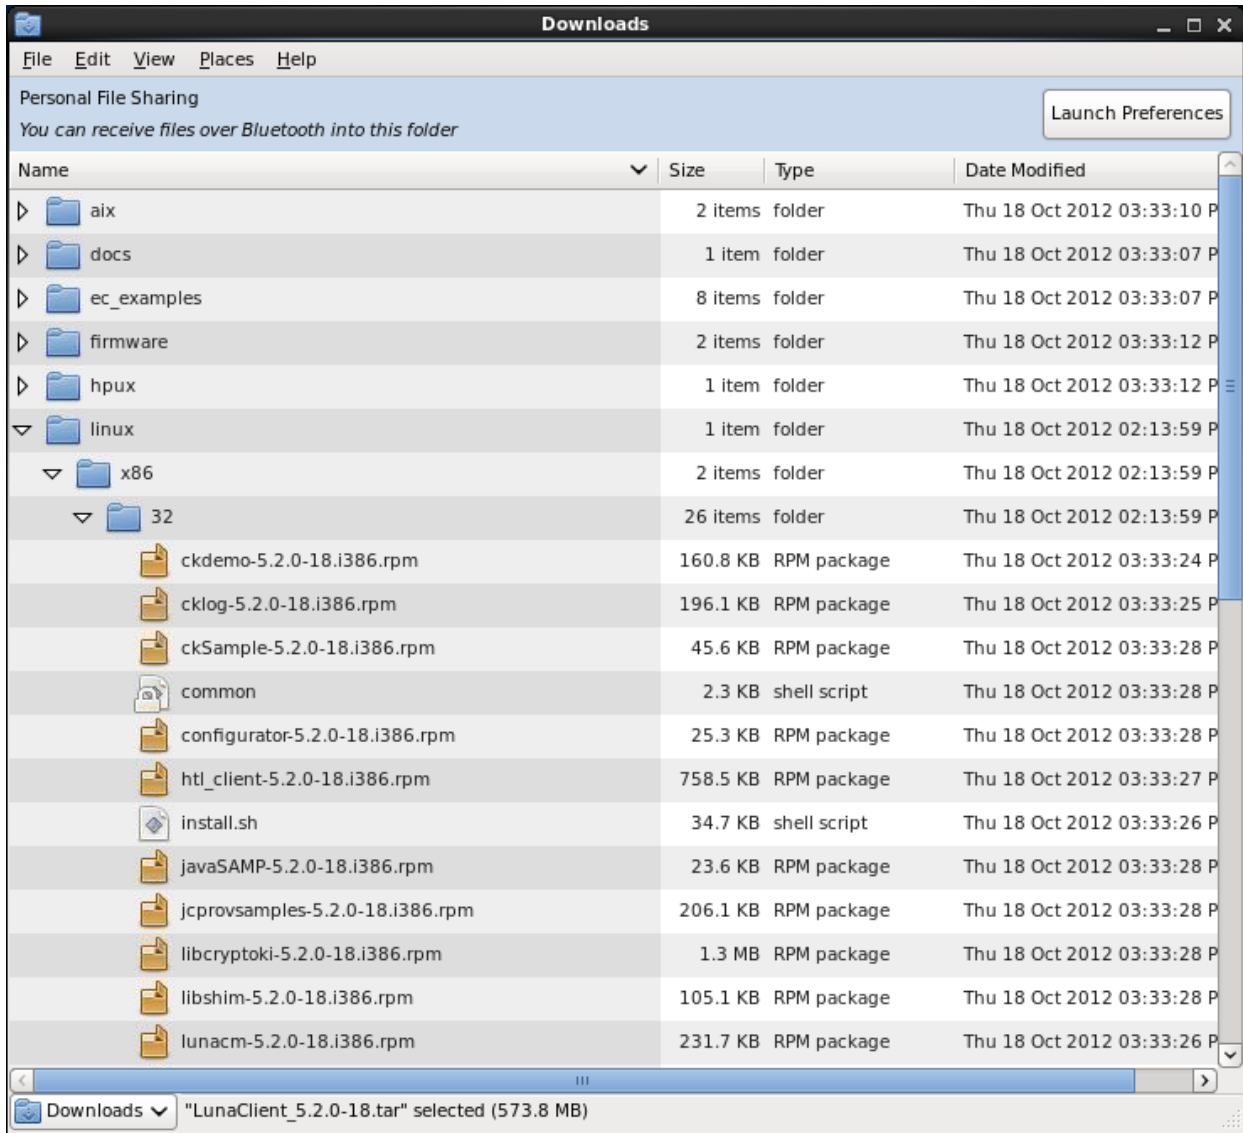 Downloads
File Edit View Places Help
Personal File Sharing
You can receive files over Bluetooth into this folder
Launch Preferences
Name Size Type Date Modified
aix 2 items folder Thu 18 Oct 2012 03:33:10 P
docs 1 item folder Thu 18 Oct 2012 03:33:07 P
ec_examples 8 items folder Thu 18 Oct 2012 03:33:07 P
firmware 2 items folder Thu 18 Oct 2012 03:33:12 P
hpux 1 item folder Thu 18 Oct 2012 03:33:12 P
linux 1 item folder Thu 18 Oct 2012 02:13:59 P
x86 2 items folder Thu 18 Oct 2012 02:13:59 P
32 26 items folder Thu 18 Oct 2012 02:13:59 P
ckdemo-5.2.0-18.i386.rpm 160.8 KB RPM package Thu 18 Oct 2012 03:33:24 P
cklog-5.2.0-18.i386.rpm 196.1 KB RPM package Thu 18 Oct 2012 03:33:25 P
ckSample-5.2.0-18.i386.rpm 45.6 KB RPM package Thu 18 Oct 2012 03:33:28 P
common 2.3 KB shell script Thu 18 Oct 2012 03:33:28 P
configurator-5.2.0-18.i386.rpm 25.3 KB RPM package Thu 18 Oct 2012 03:33:28 P
htl_client-5.2.0-18.i386.rpm 758.5 KB RPM package Thu 18 Oct 2012 03:33:27 P
install.sh 34.7 KB shell script Thu 18 Oct 2012 03:33:26 P
javaSAMP-5.2.0-18.i386.rpm 23.6 KB RPM package Thu 18 Oct 2012 03:33:28 P
jcprovsamples-5.2.0-18.i386.rpm 206.1 KB RPM package Thu 18 Oct 2012 03:33:28 P
libcryptoki-5.2.0-18.i386.rpm 1.3 MB RPM package Thu 18 Oct 2012 03:33:28 P
libshim-5.2.0-18.i386.rpm 105.1 KB RPM package Thu 18 Oct 2012 03:33:28 P
lunacm-5.2.0-18.i386.rpm 231.7 KB RPM package Thu 18 Oct 2012 03:33:26 P
Downloads "LunaClient_5.2.0-18.tar" selected (573.8 MB)